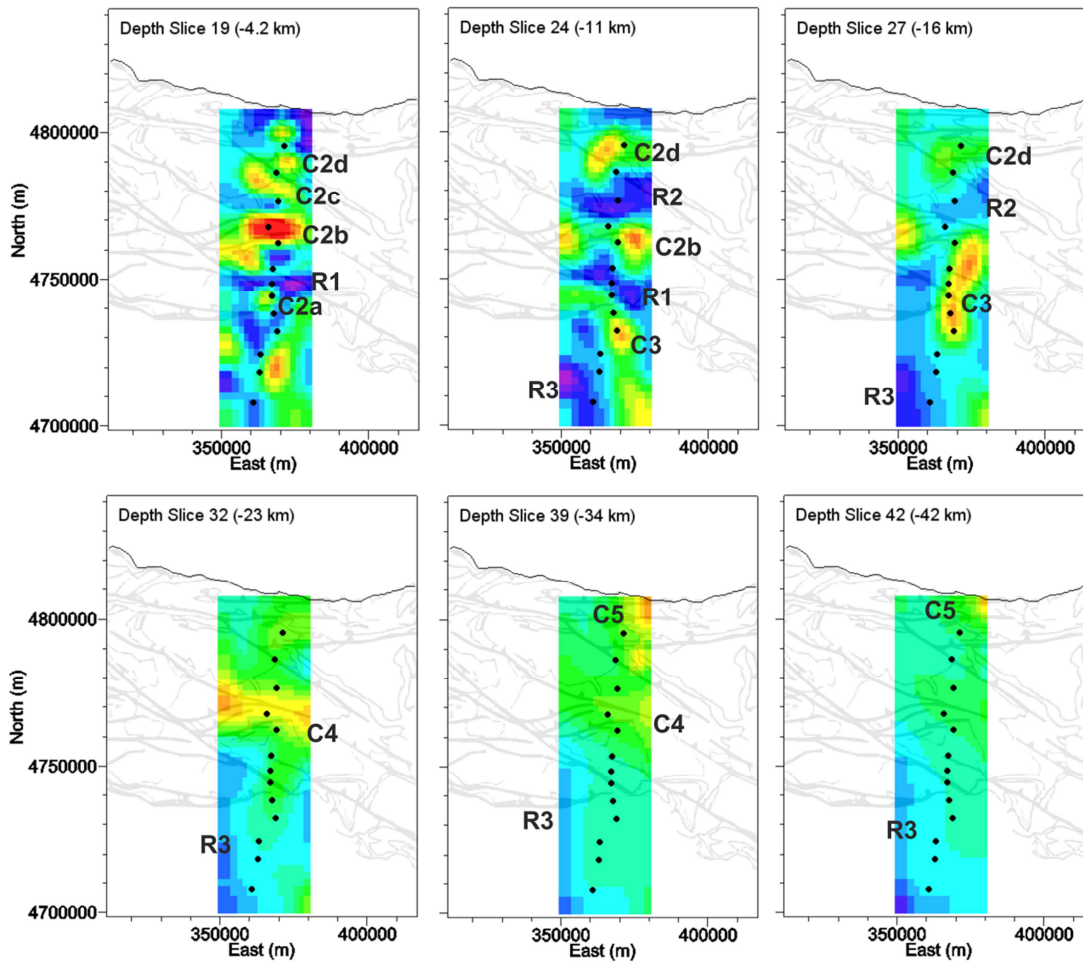 Depth Slice 19 (-4.2 km)
4800000
4750000
4700000
North (m)
C2d
C2c
C2b
R1
C2a
350000 400000
East (m)
Depth Slice 24 (-11 km)
C2d
R2
C2b
R1
C3
R3
350000 400000
East (m)
Depth Slice 27 (-16 km)
C2d
R2
C3
R3
350000 400000
East (m)
Depth Slice 32 (-23 km)
4800000
4750000
4700000
North (m)
C4
R3
350000 400000
East (m)
Depth Slice 39 (-34 km)
C5
C4
R3
350000 400000
East (m)
Depth Slice 42 (-42 km)
C5
R3
350000 400000
East (m)